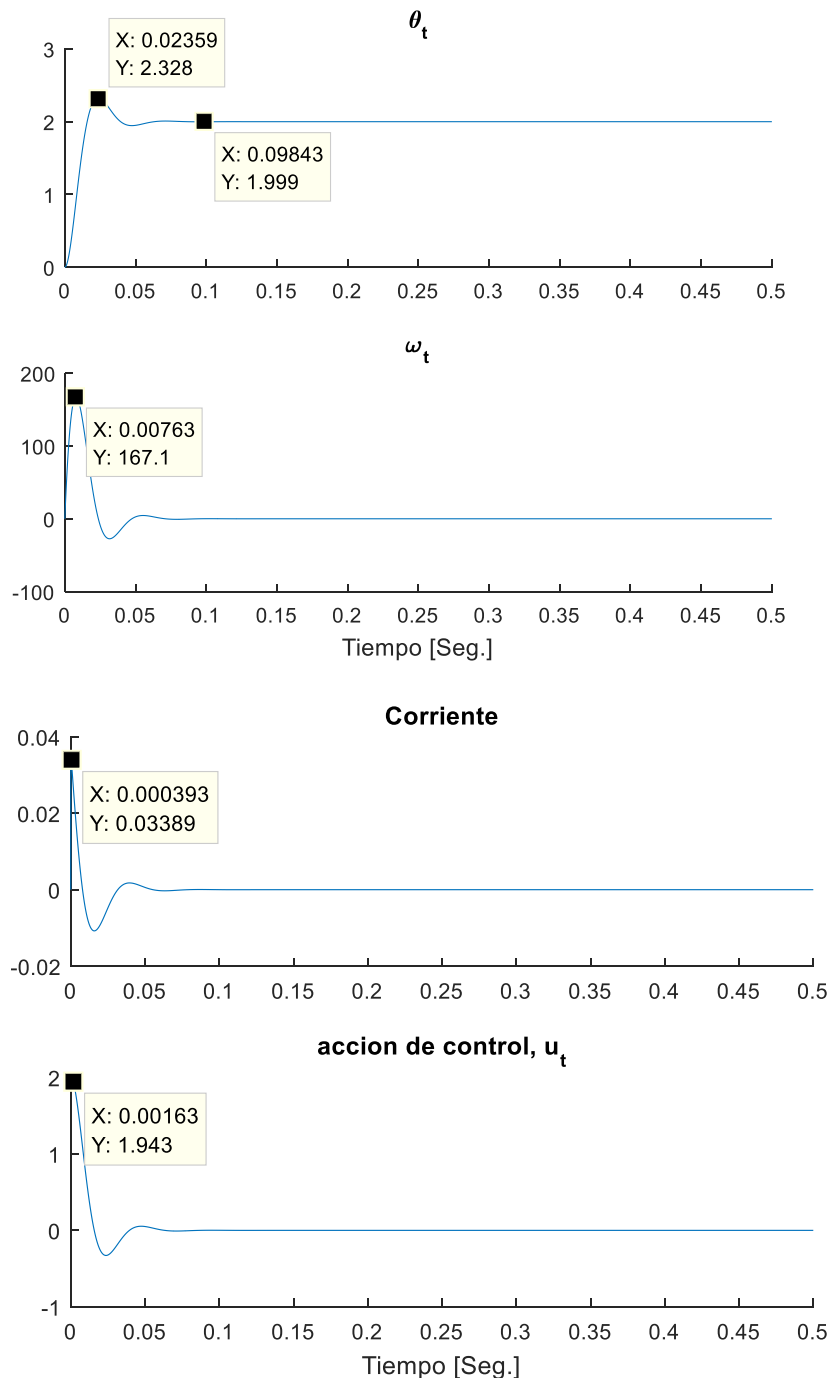 θt
X: 0.02359
Y: 2.328
X: 0.09843
Y: 1.999
3
2
1
0
0 0.05 0.1 0.15 0.2 0.25 0.3 0.35 0.4 0.45 0.5
ωt
X: 0.00763
Y: 167.1
200
100
0
-100
0 0.05 0.1 0.15 0.2 0.25 0.3 0.35 0.4 0.45 0.5
Tiempo [Seg.]
Corriente
X: 0.000393
Y: 0.03389
0.04
0.02
0
-0.02
0 0.05 0.1 0.15 0.2 0.25 0.3 0.35 0.4 0.45 0.5
accion de control, ut
X: 0.00163
Y: 1.943
2
1
0
-1
0 0.05 0.1 0.15 0.2 0.25 0.3 0.35 0.4 0.45 0.5
Tiempo [Seg.]